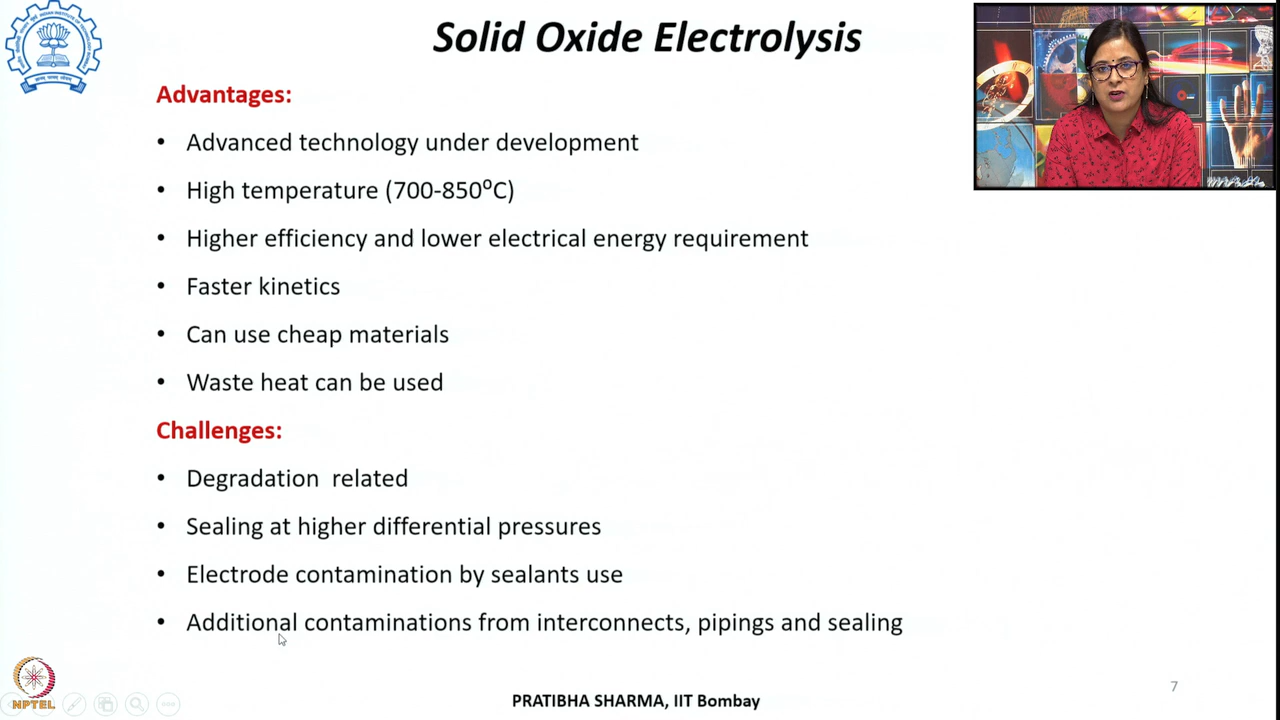 Solid Oxide Electrolysis
Advantages:
• Advanced technology under development
• High temperature (700-850⁰C)
• Higher efficiency and lower electrical energy requirement
• Faster kinetics
• Can use cheap materials
• Waste heat can be used
Challenges:
• Degradation related
• Sealing at higher differential pressures
• Electrode contamination by sealants use
• Additional contaminations from interconnects, pipings and sealing
NPTEL
PRATIBHA SHARMA, IIT Bombay
7